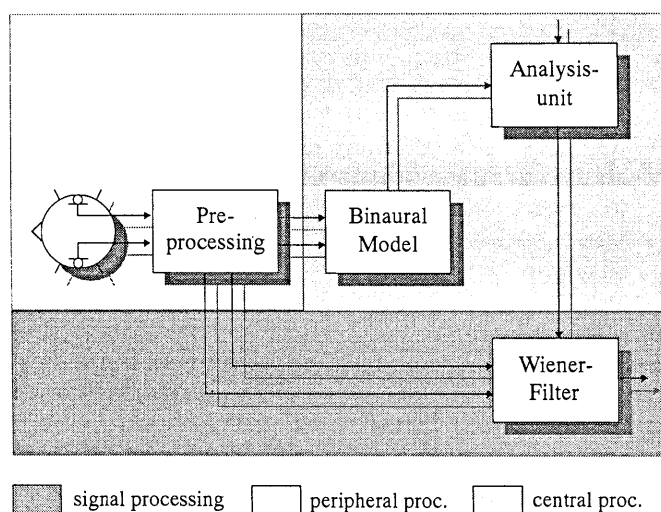 Analysis-
unit
Pre-
processing
Binaural
Model
Wiener-
Filter
signal processing
peripheral proc.
central proc.